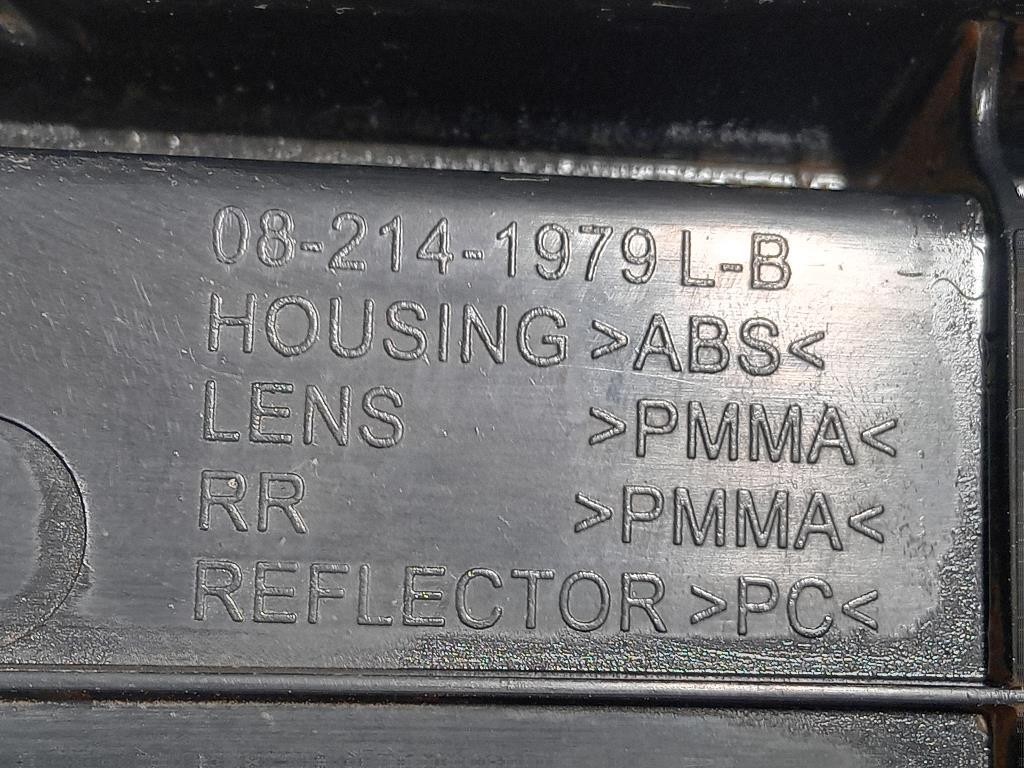 08-214-1979 L-B
HOUSING >ABS<
LENS >PMMA<
RR >PMMA<
REFLECTOR >PC<